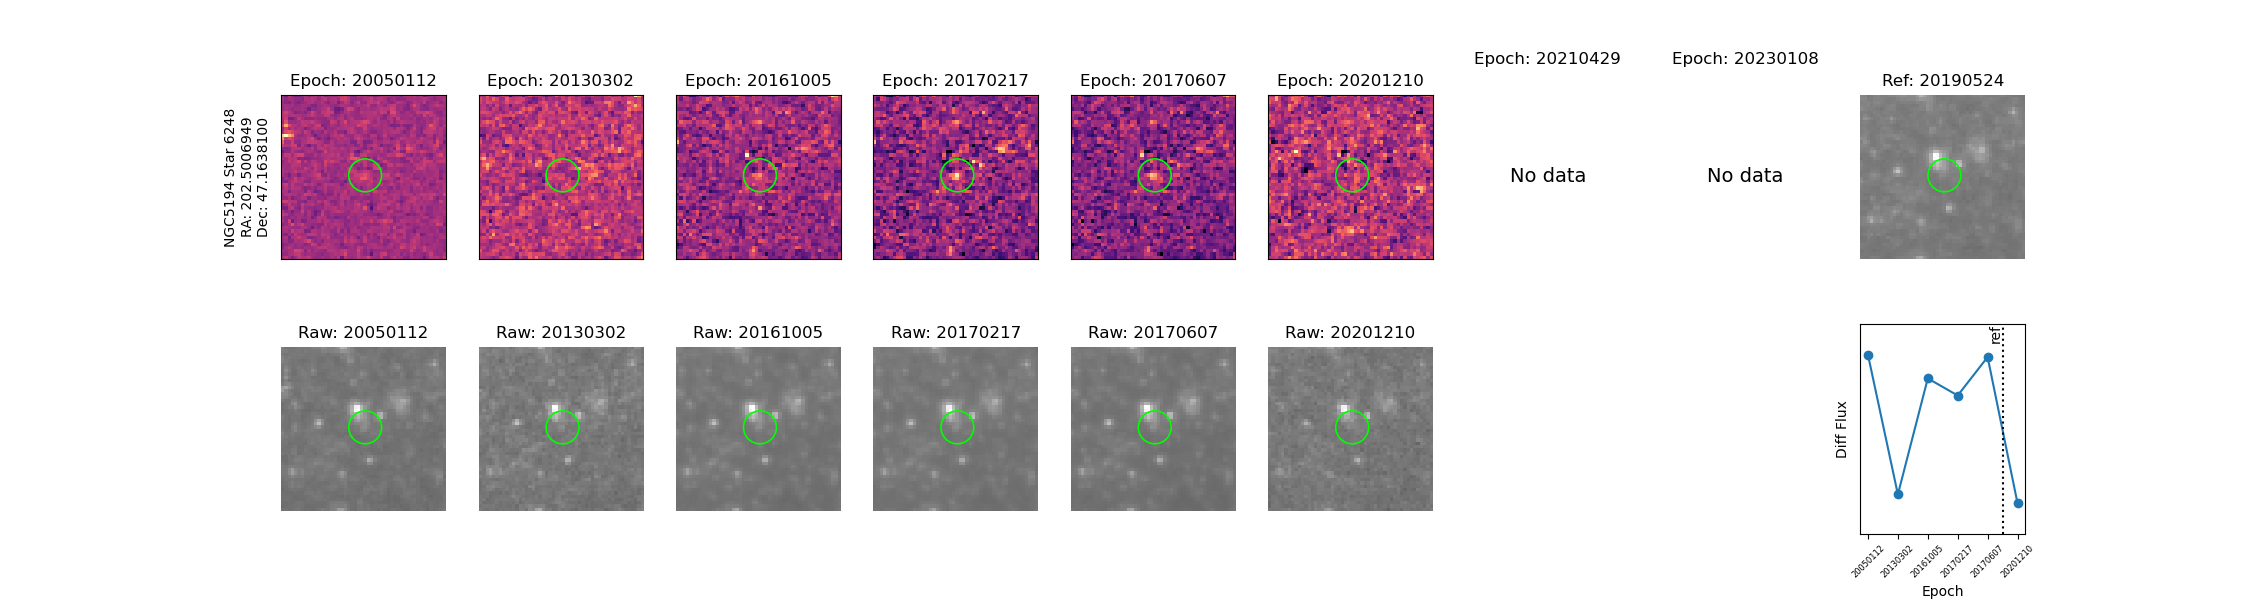 Epoch: 20050112
Epoch: 20130302
Epoch: 20161005
Epoch: 20170217
Epoch: 20170607
Epoch: 20201210
Epoch: 20210429
Epoch: 20230108
Ref: 20190524
NGC5194 Star 6248
RA: 202.5006949
Dec: 47.1638100
No data
No data
Raw: 20050112
Raw: 20130302
Raw: 20161005
Raw: 20170217
Raw: 20170607
Raw: 20201210
ref
Diff Flux
20050112
20130302
20161005
20170217
20170607
20201210
Epoch